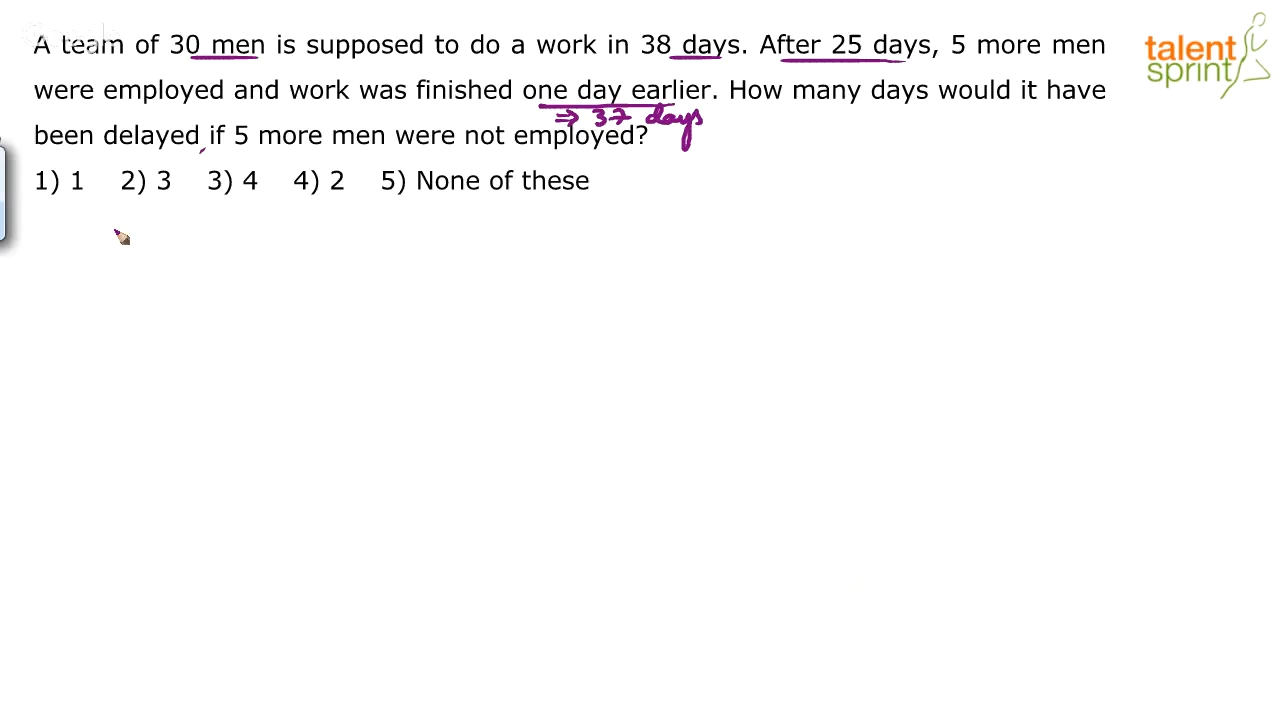 A team of 30 men is supposed to do a work in 38 days. After 25 days, 5 more men
were employed and work was finished one day earlier. How many days would it have
⇒ 37 days
been delayed if 5 more men were not employed?
1) 1 2) 3 3) 4 4) 2 5) None of these
talent
sprint